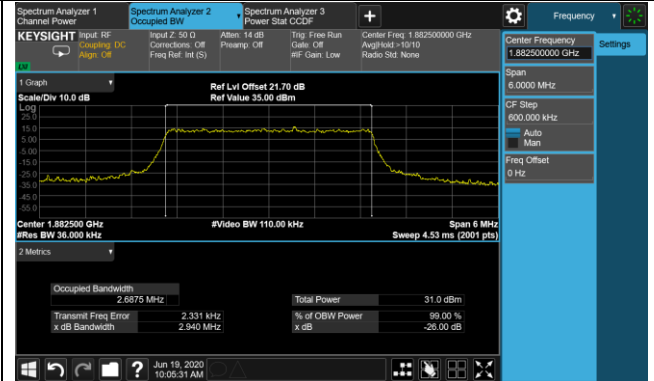 Spectrum Analyzer 1
Channel Power
Spectrum Analyzer 2
Occupied BW
Spectrum Analyzer 3
Power Stat CCDF
+
Frequency
KEYSIGHT
Input: RF
Coupling: DC
Align: Off
Input Z: 50 Ω
Corrections: Off
Freq Ref: Int (S)
Atten: 14 dB
Preamp: Off
Trig: Free Run
Gate: Off
#IF Gain: Low
Center Freq: 1.882500000 GHz
Avg|Hold:>10/10
Radio Std: None
LXI
Center Frequency
1.882500000 GHz
Settings
Span
6.0000 MHz
CF Step
600.000 kHz
Auto
Man
Freq Offset
0 Hz
1 Graph
Scale/Div 10.0 dB
Ref Lvl Offset 21.70 dB
Ref Value 35.00 dBm
Log
25.0
15.0
5.00
-5.00
-15.0
-25.0
-35.0
-45.0
-55.0
Center 1.882500 GHz
#Res BW 36.000 kHz
#Video BW 110.00 kHz
Span 6 MHz
Sweep 4.53 ms (2001 pts)
2 Metrics
Occupied Bandwidth
2.6875 MHz
Total Power 31.0 dBm
Transmit Freq Error 2.331 kHz
% of OBW Power 99.00 %
x dB Bandwidth 2.940 MHz
x dB -26.00 dB
?
Jun 19, 2020
10:05:31 AM